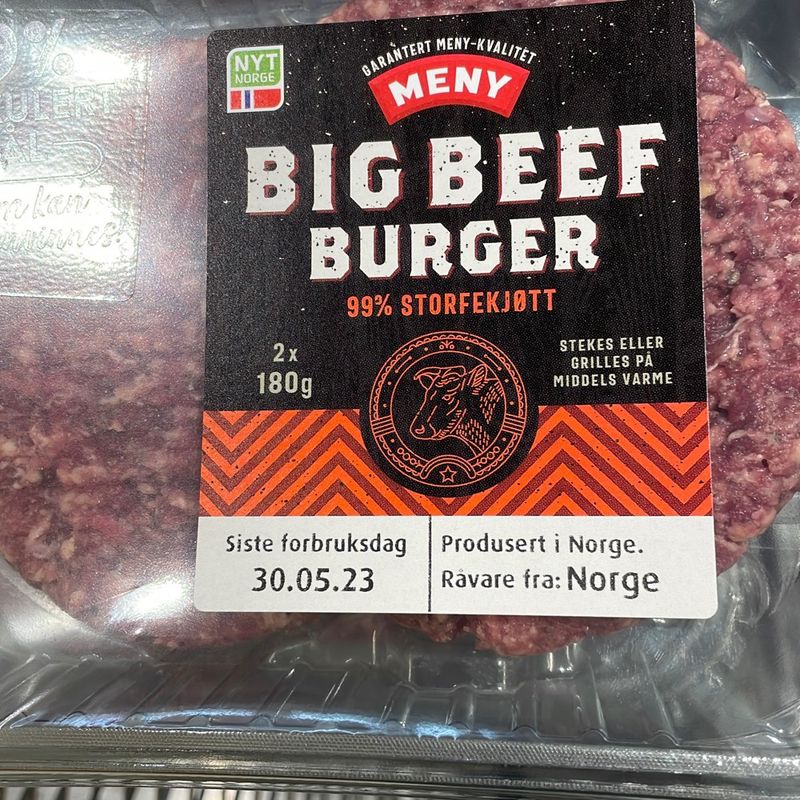 GARANTERT MENY-KVALITET
MENY
NYT
NORGE
BIG BEEF
BURGER
99% STORFEKJØTT
2x
180g
STEKES ELLER
GRILLES PÅ
MIDDELS VARME
Siste forbruksdag
30.05.23
Produsert i Norge.
Råvare fra: Norge